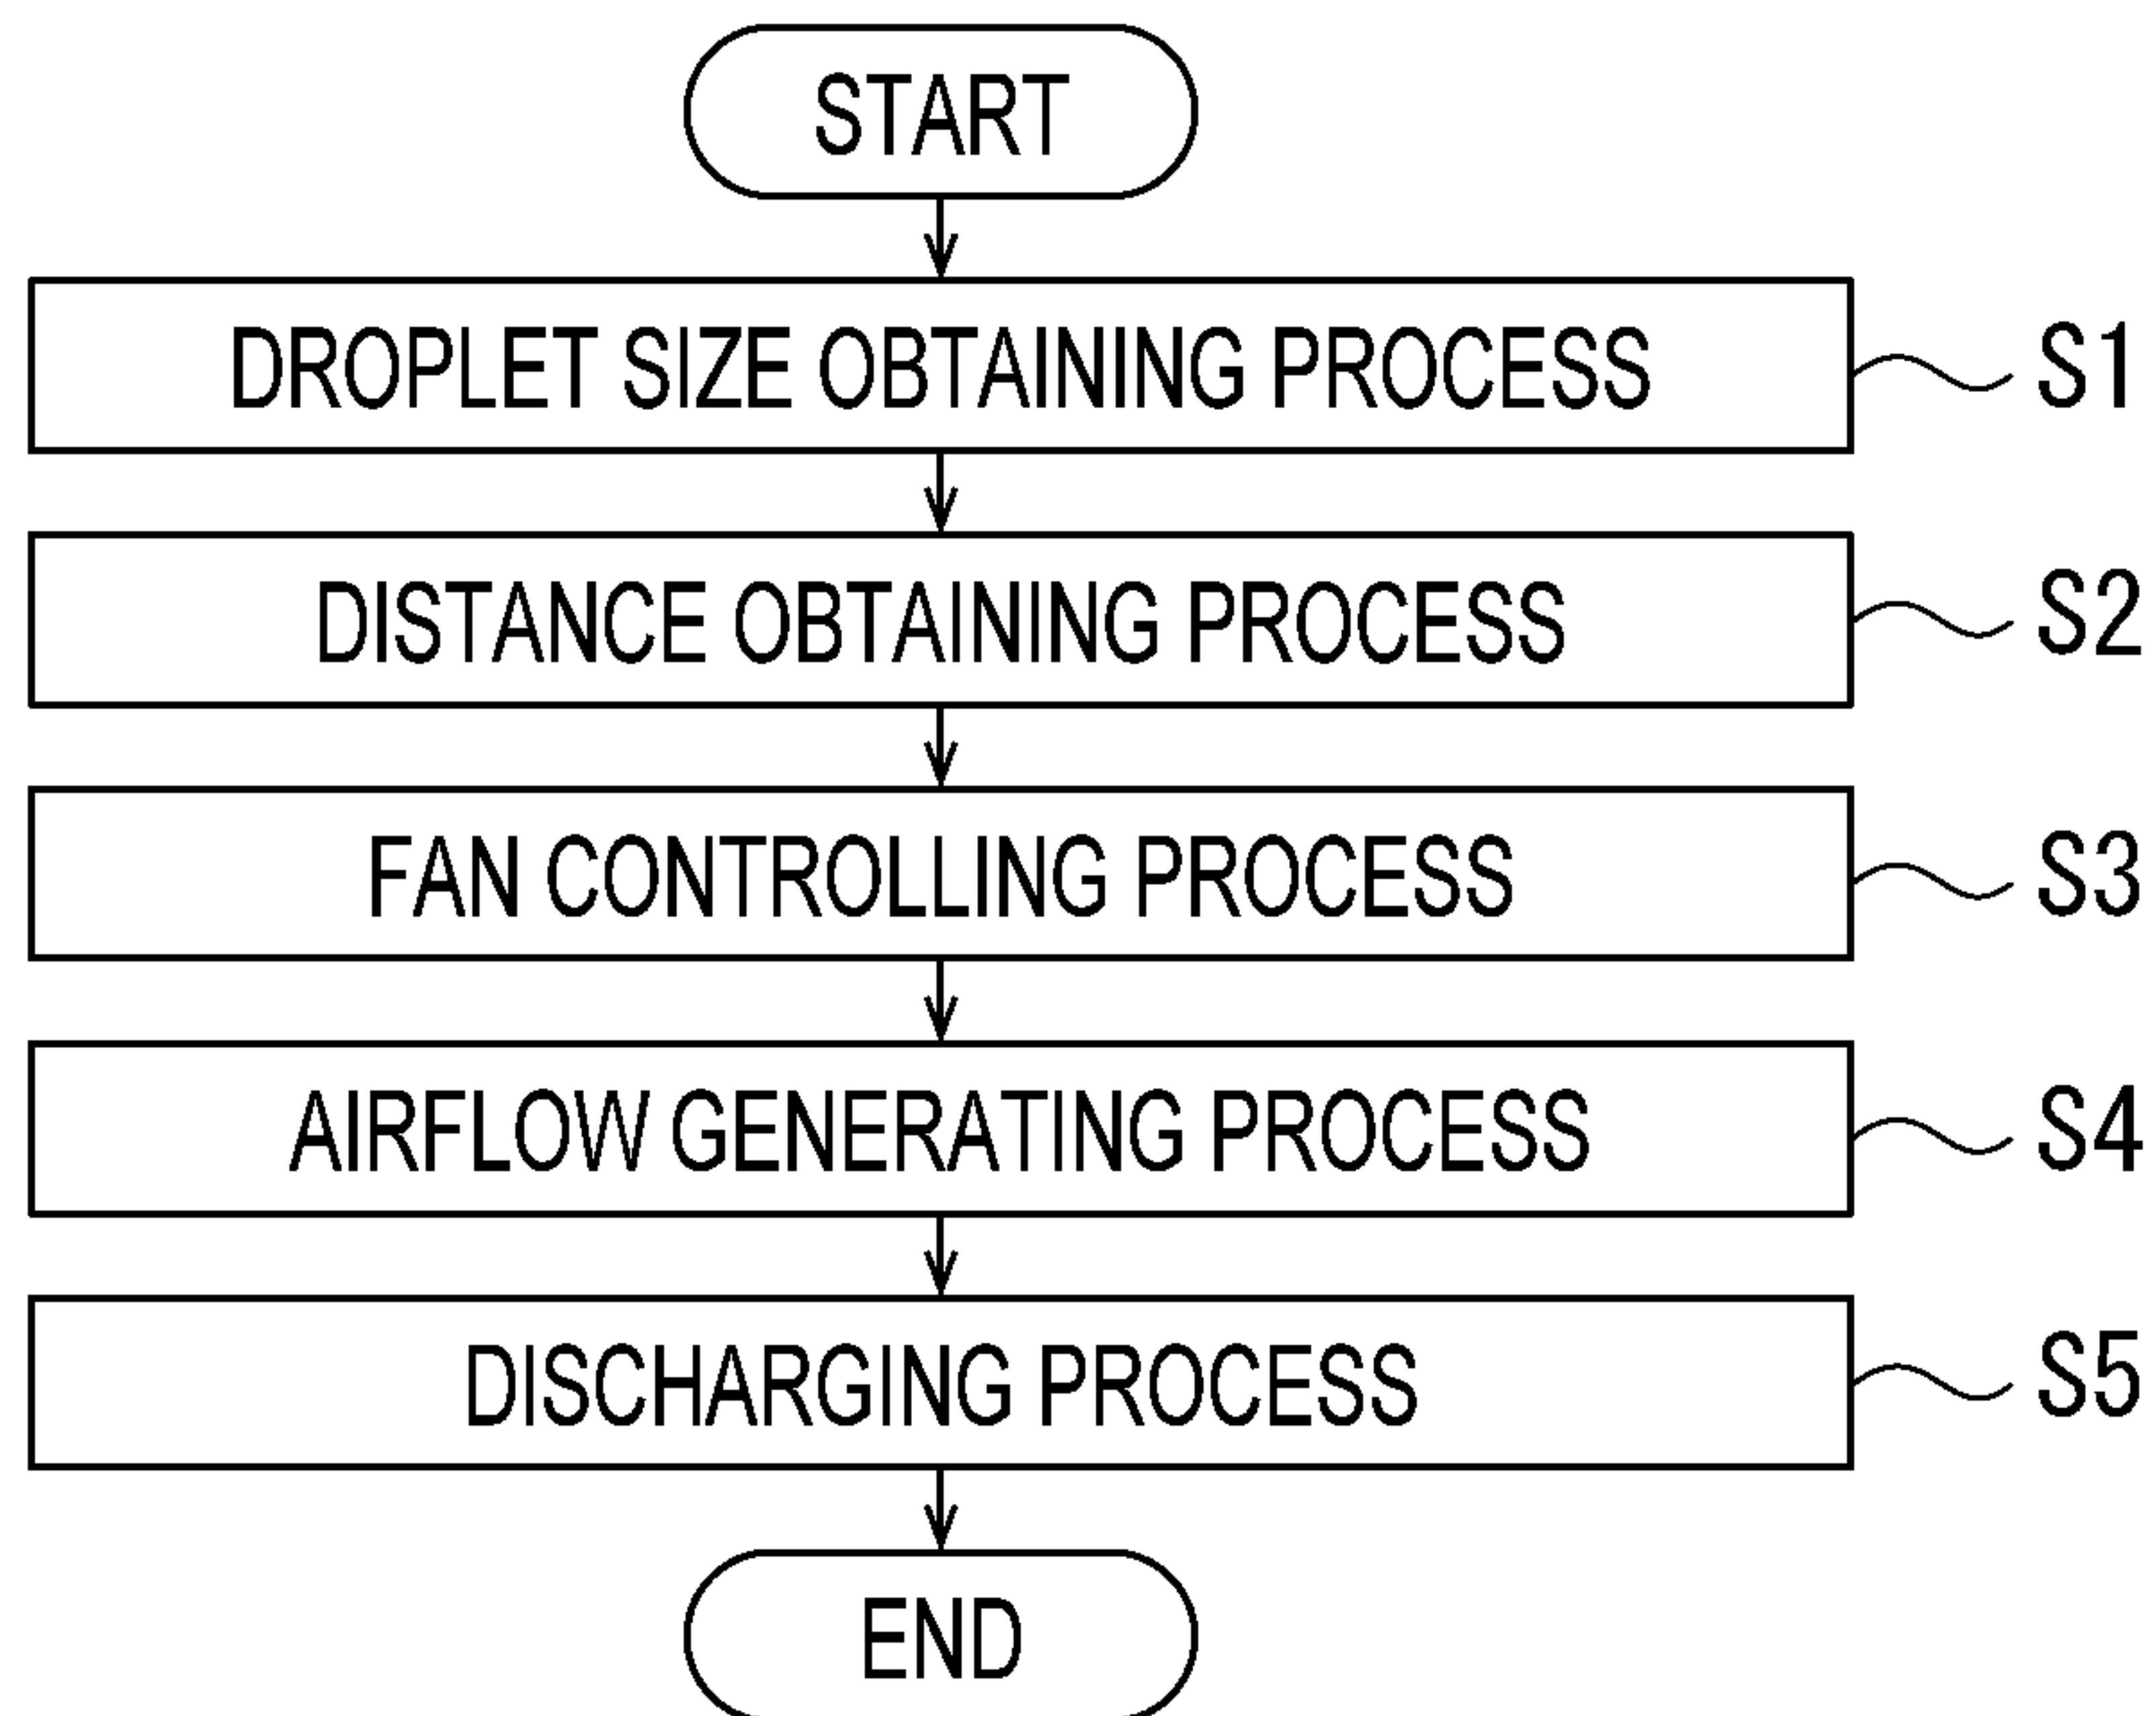 START
DROPLET SIZE OBTAINING PROCESS S1
DISTANCE OBTAINING PROCESS S2
FAN CONTROLLING PROCESS S3
AIRFLOW GENERATING PROCESS S4
DISCHARGING PROCESS S5
END